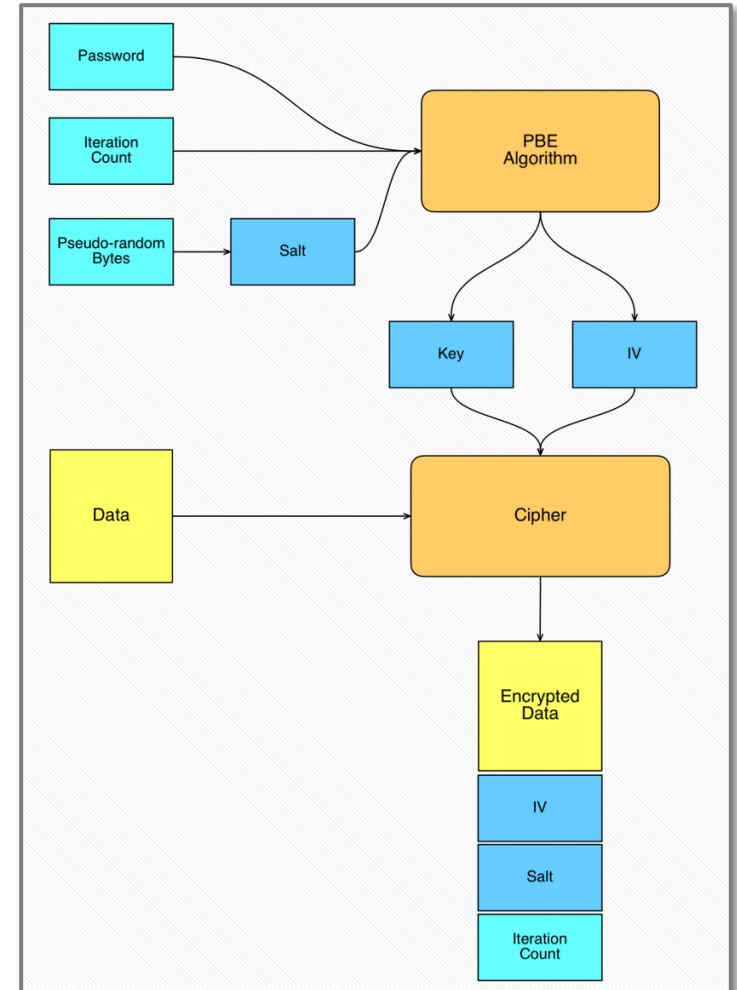 Password
Iteration
Count
Pseudo-random
Bytes
Salt
PBE
Algorithm
Key
IV
Data
Cipher
Encrypted
Data
IV
Salt
Iteration
Count